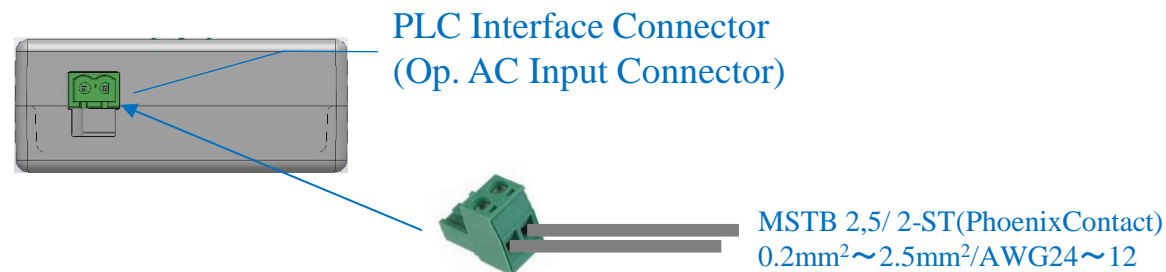 PLC Interface Connector
(Op. AC Input Connector)
MSTB 2,5/ 2-ST(PhoenixContact)
0.2mm²～2.5mm²/AWG24～12